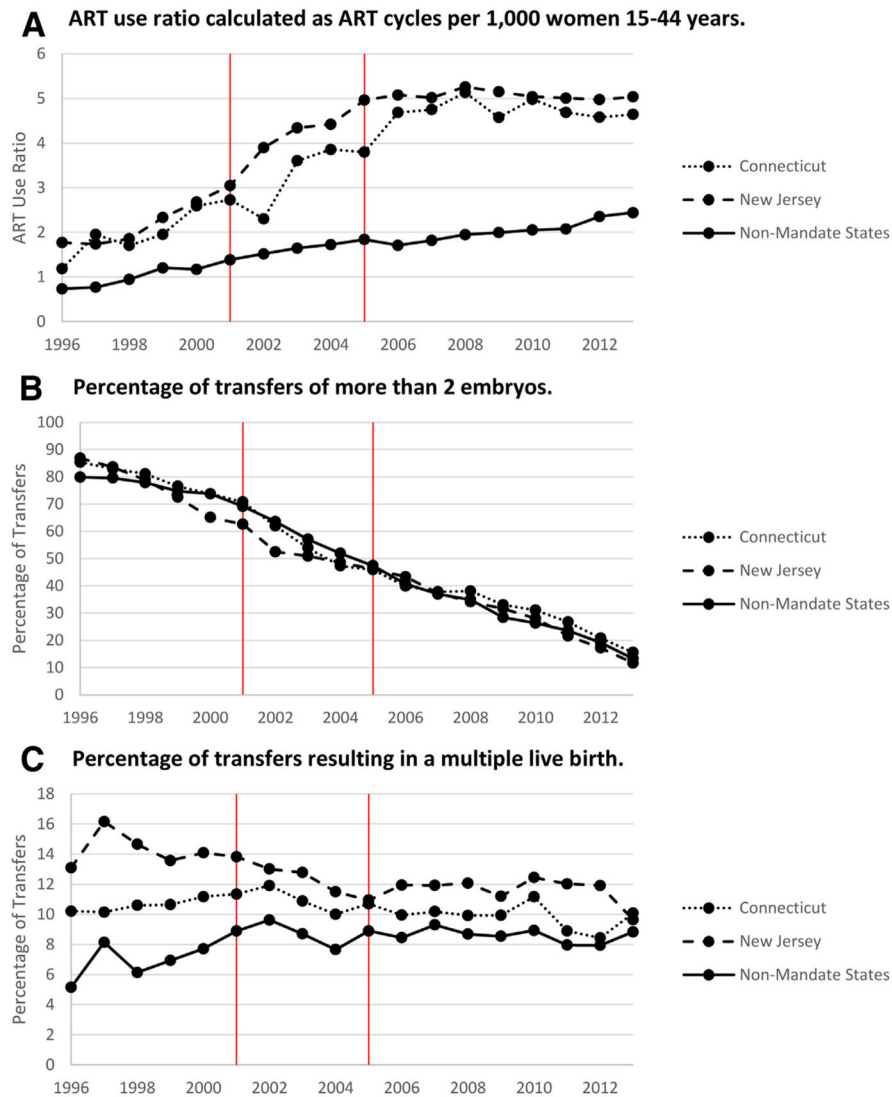 A ART use ratio calculated as ART cycles per 1,000 women 15-44 years.
6
5
4
3
2
1
0
ART Use Ratio
1996 1998 2000 2002 2004 2006 2008 2010 2012
Connecticut
New Jersey
Non-Mandate States
B Percentage of transfers of more than 2 embryos.
100
90
80
70
60
50
40
30
20
10
0
Percentage of Transfers
1996 1998 2000 2002 2004 2006 2008 2010 2012
Connecticut
New Jersey
Non-Mandate States
C Percentage of transfers resulting in a multiple live birth.
18
16
14
12
10
8
6
4
2
0
Percentage of Transfers
1996 1998 2000 2002 2004 2006 2008 2010 2012
Connecticut
New Jersey
Non-Mandate States